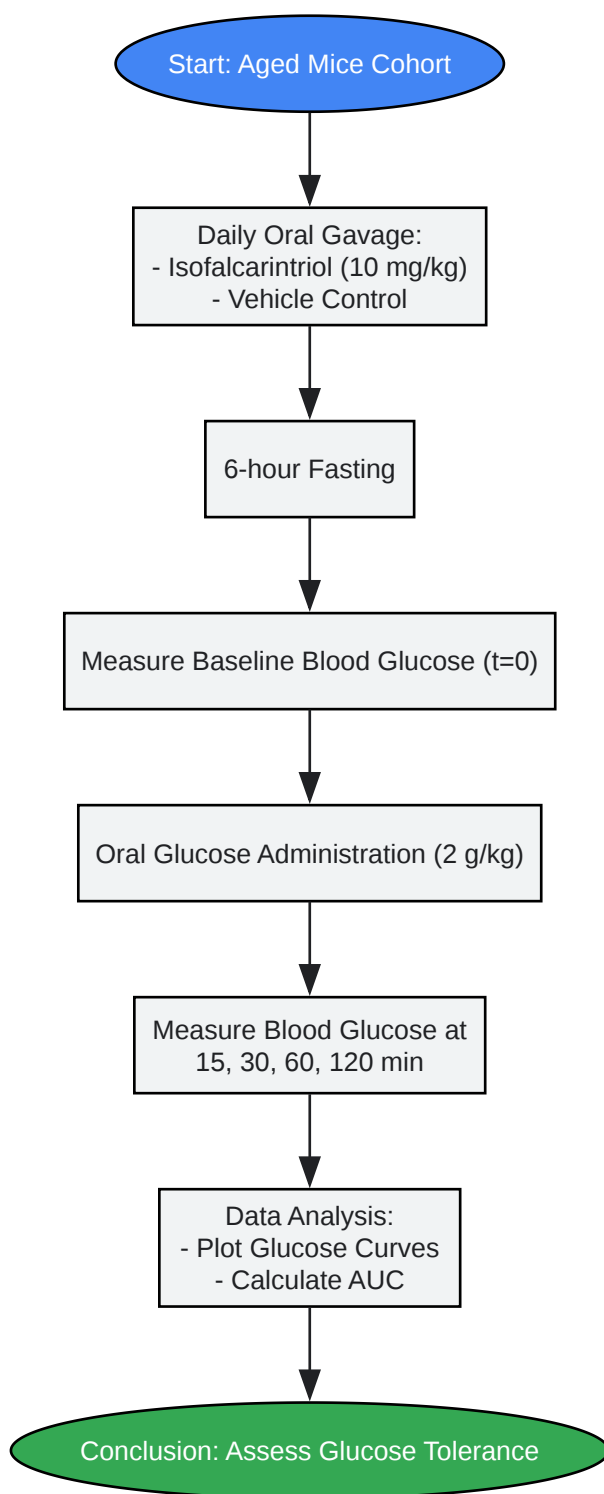 Start: Aged Mice Cohort
Daily Oral Gavage:
- Isofalcarintriol (10 mg/kg)
- Vehicle Control
6-hour Fasting
Measure Baseline Blood Glucose (t=0)
Oral Glucose Administration (2 g/kg)
Measure Blood Glucose at
15, 30, 60, 120 min
Data Analysis:
- Plot Glucose Curves
- Calculate AUC
Conclusion: Assess Glucose Tolerance